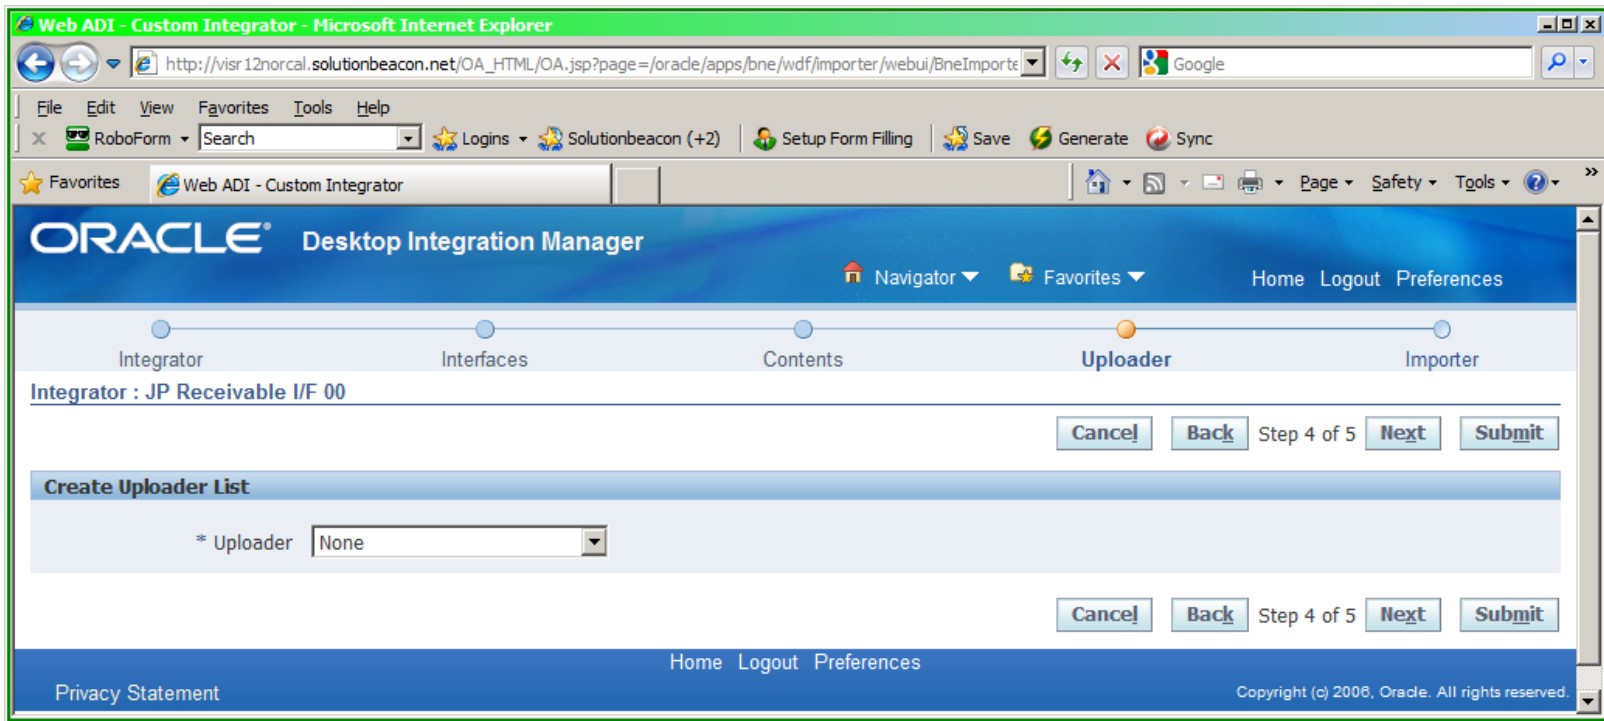 Web ADI - Custom Integrator - Microsoft Internet Explorer
http://visr12norcal.solutionbeacon.net/OA_HTML/OA.jsp?page=/oracle/apps/bne/wdf/importer/webui/BneImporte Google
File Edit View Favorites Tools Help
x RoboForm Search Logins Solutionbeacon (+2) Setup Form Filling Save Generate Sync
Favorites Web ADI - Custom Integrator Page Safety Tools »
ORACLE® Desktop Integration Manager
Navigator Favorites Home Logout Preferences
Integrator Interfaces Contents Uploader Importer
Integrator : JP Receivable I/F 00
Cancel Back Step 4 of 5 Next Submit
Create Uploader List
* Uploader None
Cancel Back Step 4 of 5 Next Submit
Home Logout Preferences
Privacy Statement Copyright (c) 2006, Oracle. All rights reserved.